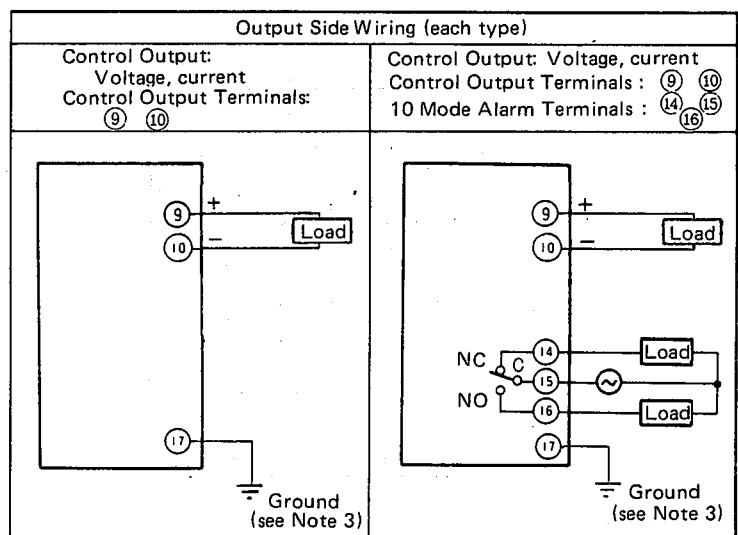 Output Side Wiring (each type)
Control Output:
Voltage, current
Control Output Terminals:
⑨ ⑩
Control Output: Voltage, current
Control Output Terminals : ⑨ ⑩
10 Mode Alarm Terminals : ⑭ ⑮
⑯
⑨ +
Load
⑩ −
⑰
Ground
(see Note 3)
⑨ +
Load
⑩ −
NC ⑭ Load
C ⑮
NO ⑯ Load
⑰
Ground
(see Note 3)